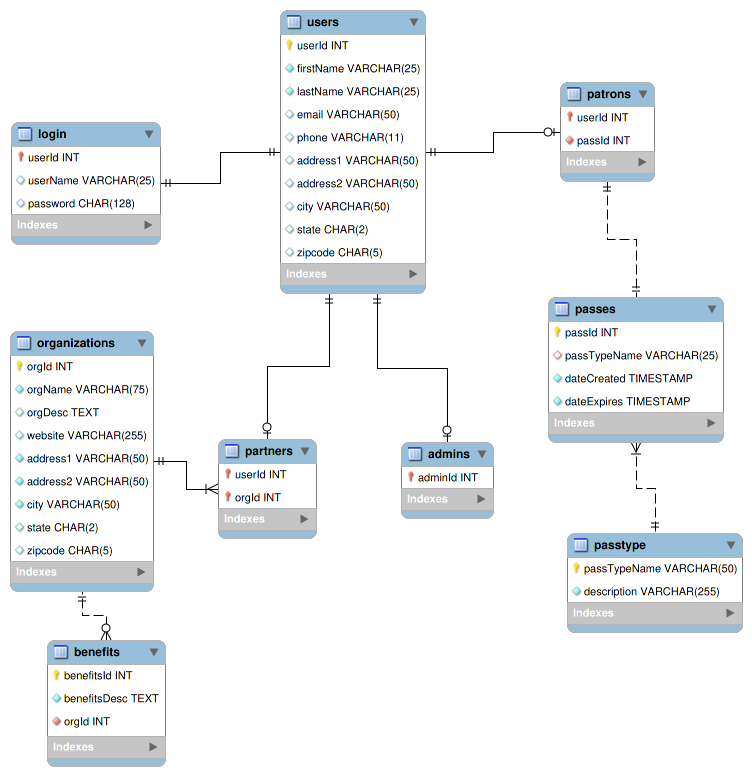 users
userId INT
firstName VARCHAR(25)
lastName VARCHAR(25)
email VARCHAR(50)
phone VARCHAR(11)
address1 VARCHAR(50)
address2 VARCHAR(50)
city VARCHAR(50)
state CHAR(2)
zipcode CHAR(5)
Indexes
patrons
userId INT
passId INT
Indexes
login
userId INT
userName VARCHAR(25)
password CHAR(128)
Indexes
organizations
orgId INT
orgName VARCHAR(75)
orgDesc TEXT
website VARCHAR(255)
address1 VARCHAR(50)
address2 VARCHAR(50)
city VARCHAR(50)
state CHAR(2)
zipcode CHAR(5)
Indexes
passes
passId INT
passTypeName VARCHAR(25)
dateCreated TIMESTAMP
dateExpires TIMESTAMP
Indexes
partners
userId INT
orgId INT
Indexes
admins
adminId INT
Indexes
passtype
passTypeName VARCHAR(50)
description VARCHAR(255)
Indexes
benefits
benefitsId INT
benefitsDesc TEXT
orgId INT
Indexes